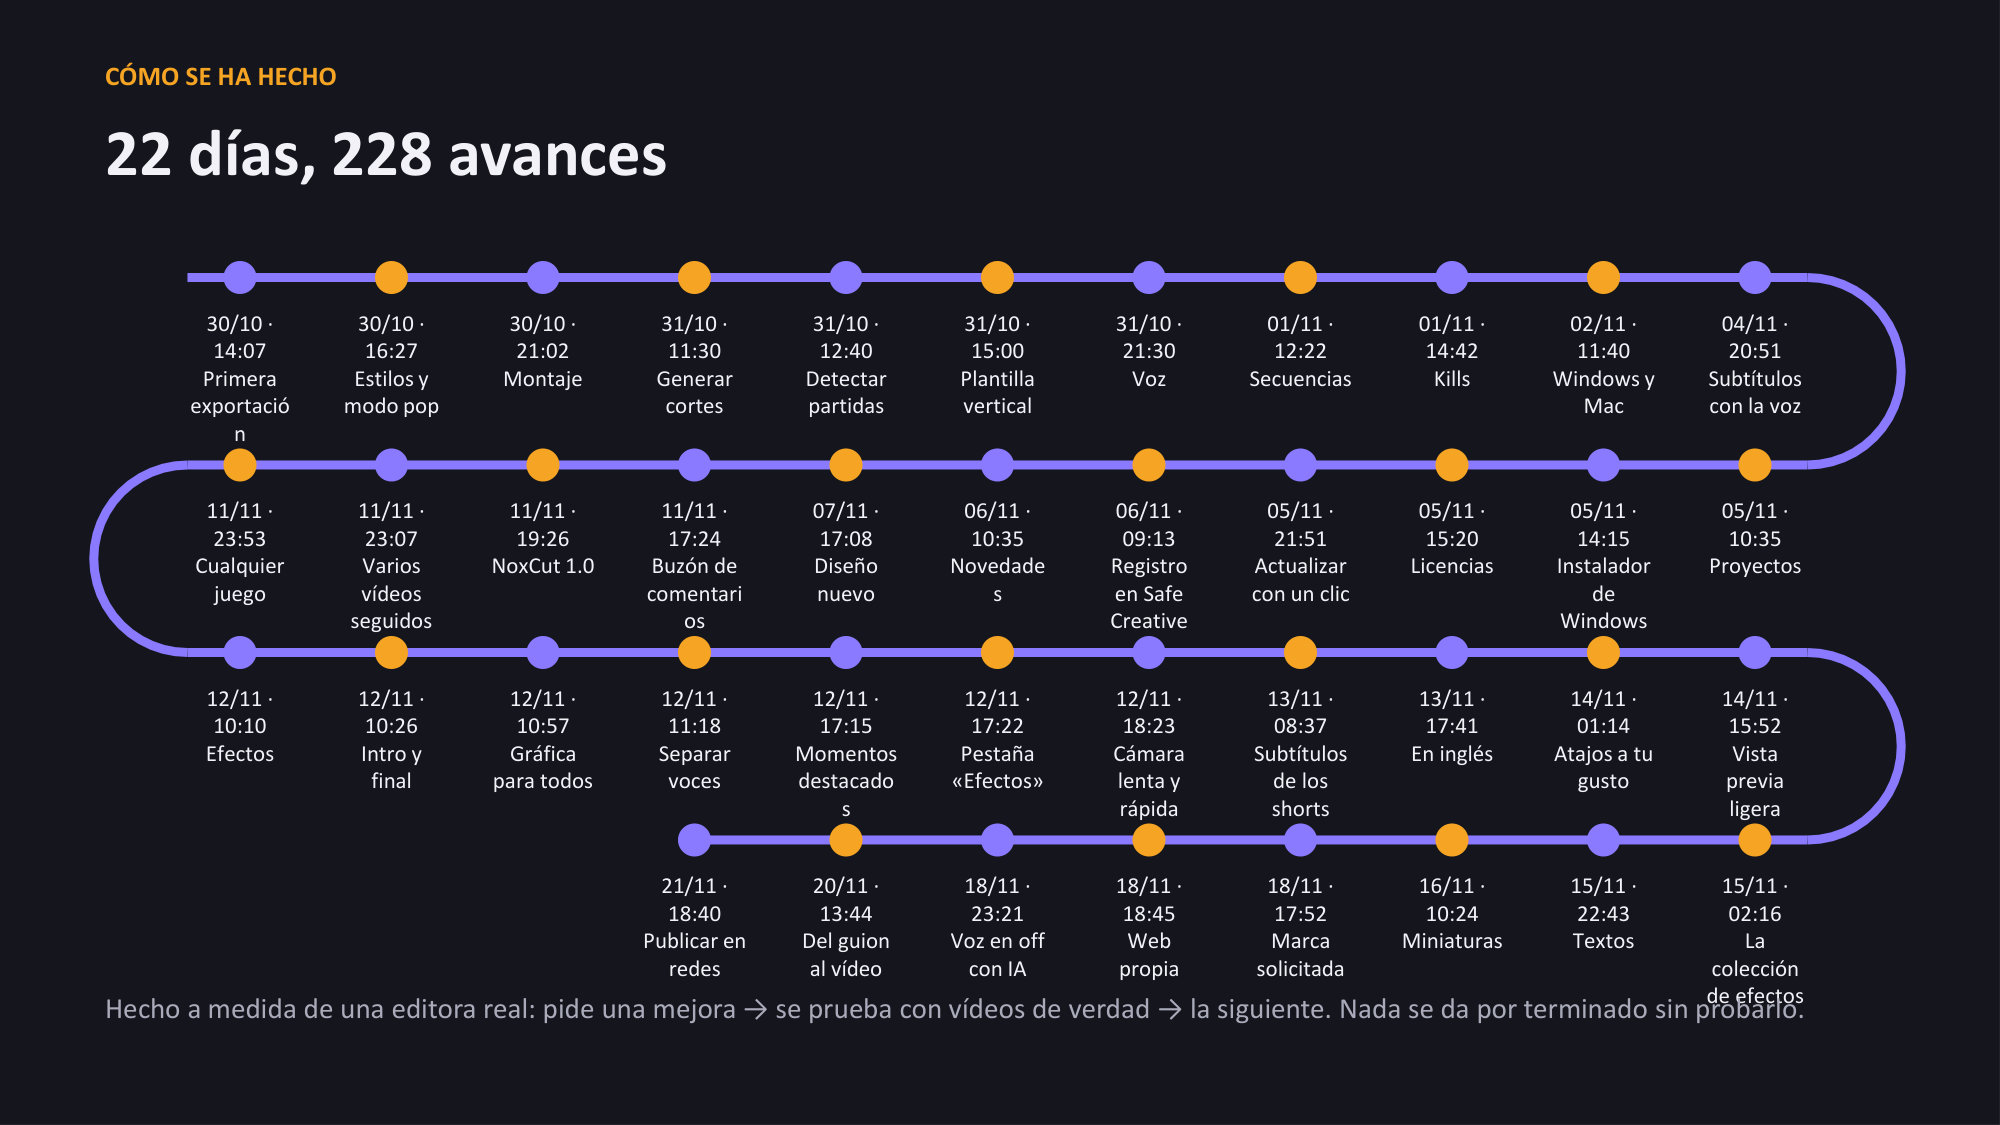 CÓMO SE HA HECHO
22 días, 228 avances
30/10 ·
14:07
Primera
exportació
n
30/10 ·
16:27
Estilos y
modo pop
30/10 ·
21:02
Montaje
31/10 ·
11:30
Generar
cortes
31/10 ·
12:40
Detectar
partidas
31/10 ·
15:00
Plantilla
vertical
31/10 ·
21:30
Voz
01/11 ·
12:22
Secuencias
01/11 ·
14:42
Kills
02/11 ·
11:40
Windows y
Mac
04/11 ·
20:51
Subtítulos
con la voz
11/11 ·
23:53
Cualquier
juego
11/11 ·
23:07
Varios
vídeos
seguidos
11/11 ·
19:26
NoxCut 1.0
11/11 ·
17:24
Buzón de
comentari
os
07/11 ·
17:08
Diseño
nuevo
06/11 ·
10:35
Novedade
s
06/11 ·
09:13
Registro
en Safe
Creative
05/11 ·
21:51
Actualizar
con un clic
05/11 ·
15:20
Licencias
05/11 ·
14:15
Instalador
de
Windows
05/11 ·
10:35
Proyectos
12/11 ·
10:10
Efectos
12/11 ·
10:26
Intro y
final
12/11 ·
10:57
Gráfica
para todos
12/11 ·
11:18
Separar
voces
12/11 ·
17:15
Momentos
destacado
s
12/11 ·
17:22
Pestaña
«Efectos»
12/11 ·
18:23
Cámara
lenta y
rápida
13/11 ·
08:37
Subtítulos
de los
shorts
13/11 ·
17:41
En inglés
14/11 ·
01:14
Atajos a tu
gusto
14/11 ·
15:52
Vista
previa
ligera
21/11 ·
18:40
Publicar en
redes
20/11 ·
13:44
Del guion
al vídeo
18/11 ·
23:21
Voz en off
con IA
18/11 ·
18:45
Web
propia
18/11 ·
17:52
Marca
solicitada
16/11 ·
10:24
Miniaturas
15/11 ·
22:43
Textos
15/11 ·
02:16
La
colección
de efectos
Hecho a medida de una editora real: pide una mejora → se prueba con vídeos de verdad → la siguiente. Nada se da por terminado sin probarlo.